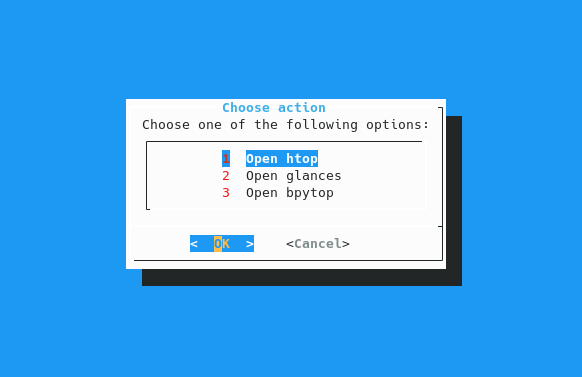 Choose action
Choose one of the following options:
1 Open htop
2 Open glances
3 Open bpytop
< OK > <Cancel>